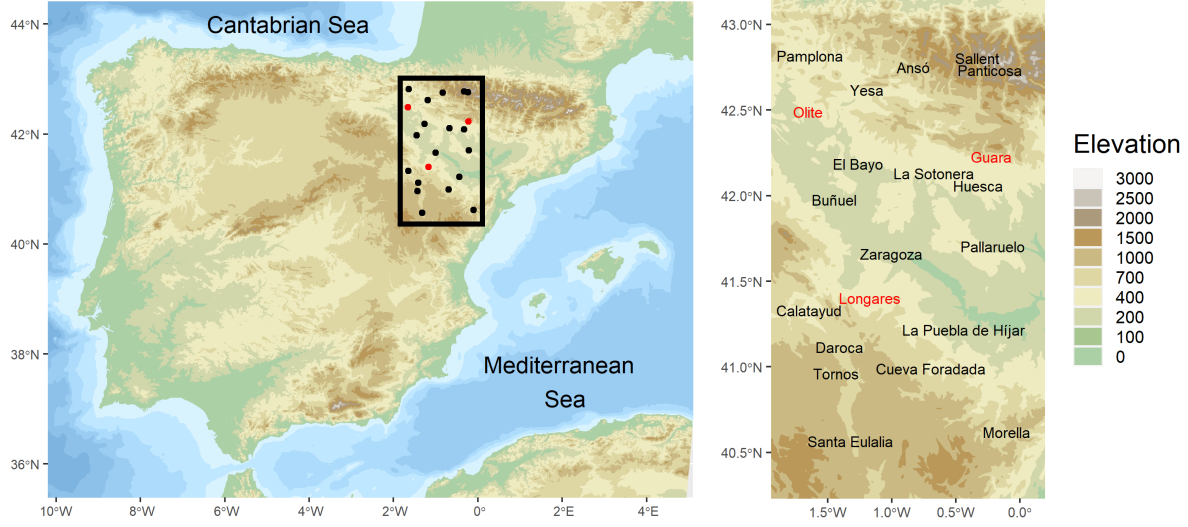 Cantabrian Sea
Mediterranean
Sea
44°N
42°N
40°N
38°N
36°N
10°W
8°W
6°W
4°W
2°W
0°
2°E
4°E
43.0°N
42.5°N
42.0°N
41.5°N
41.0°N
40.5°N
1.5°W
1.0°W
0.5°W
0.0°
Pamplona
Sallent
Ansó
Panticosa
Yesa
Olite
Guara
El Bayo
La Sotonera
Huesca
Buñuel
Pallaruelo
Zaragoza
Longares
Calatayud
La Puebla de Híjar
Daroca
Cueva Foradada
Tornos
Morella
Santa Eulalia
Elevation
3000
2500
2000
1500
1000
700
400
200
100
0